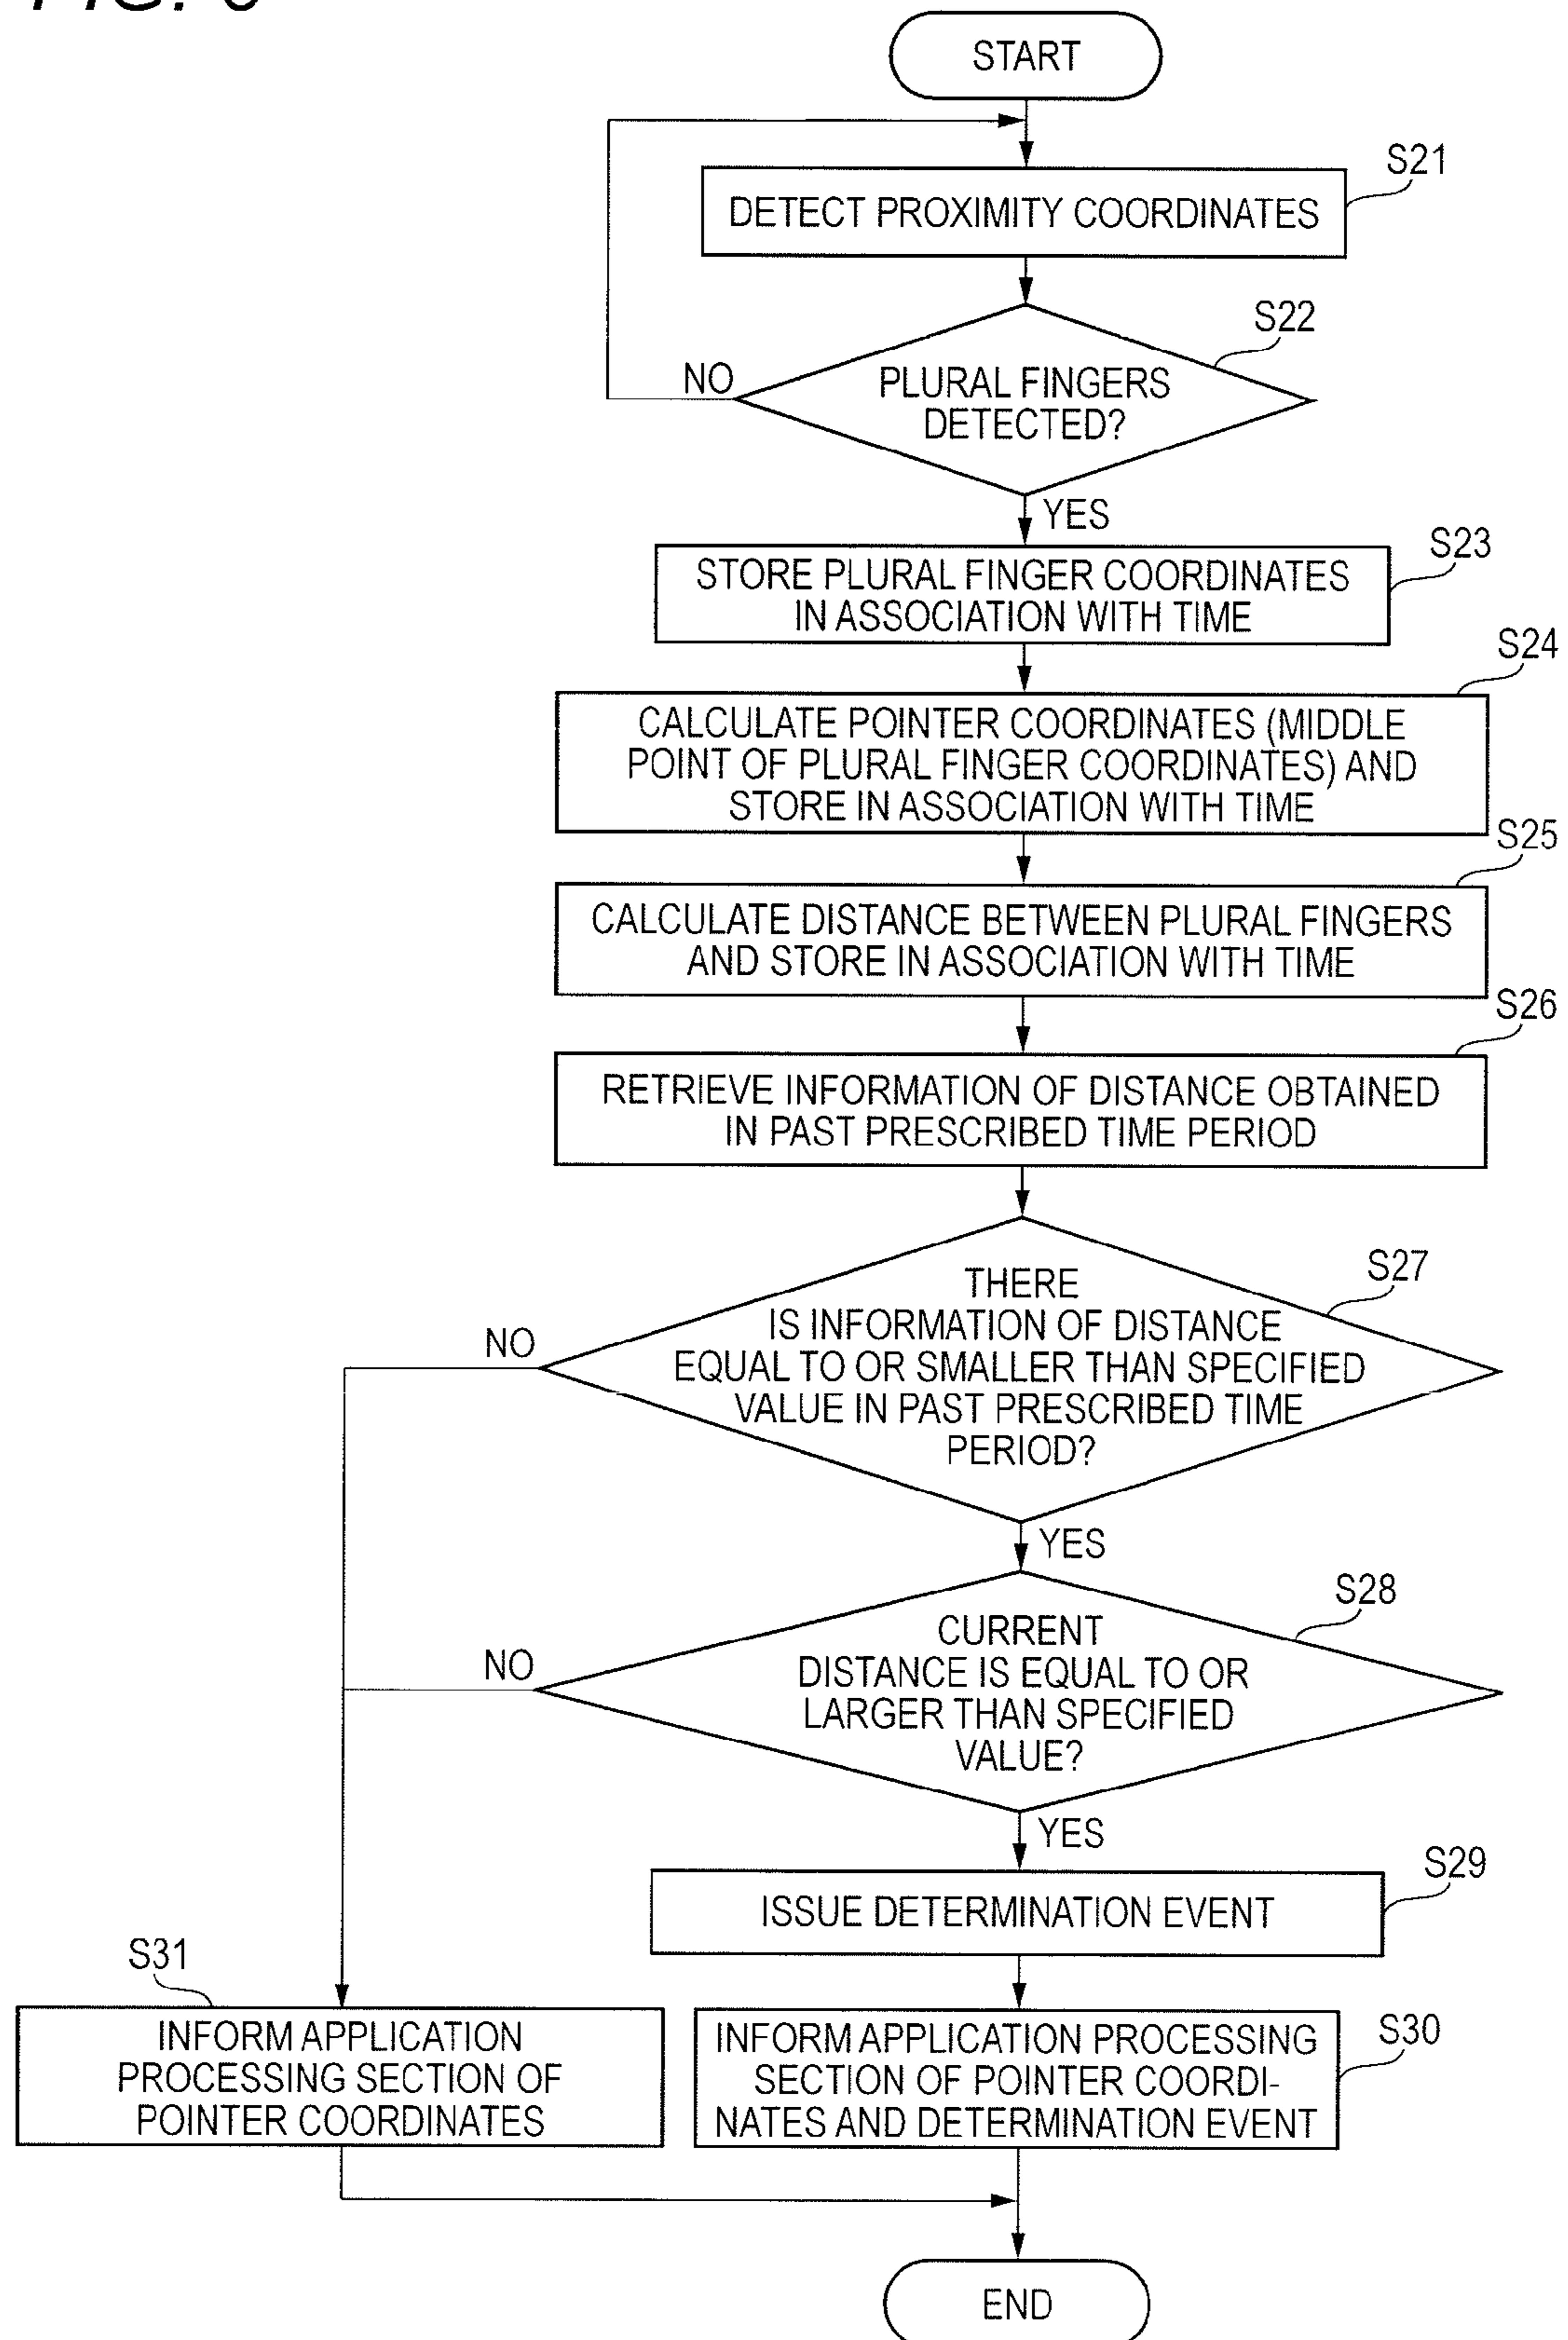 START
S21
DETECT PROXIMITY COORDINATES
S22
NO
PLURAL FINGERS
DETECTED?
YES
S23
STORE PLURAL FINGER COORDINATES
IN ASSOCIATION WITH TIME
S24
CALCULATE POINTER COORDINATES (MIDDLE
POINT OF PLURAL FINGER COORDINATES) AND
STORE IN ASSOCIATION WITH TIME
S25
CALCULATE DISTANCE BETWEEN PLURAL FINGERS
AND STORE IN ASSOCIATION WITH TIME
S26
RETRIEVE INFORMATION OF DISTANCE OBTAINED
IN PAST PRESCRIBED TIME PERIOD
S27
NO
THERE
IS INFORMATION OF DISTANCE
EQUAL TO OR SMALLER THAN SPECIFIED
VALUE IN PAST PRESCRIBED TIME
PERIOD?
YES
S28
NO
CURRENT
DISTANCE IS EQUAL TO OR
LARGER THAN SPECIFIED
VALUE?
YES
S29
ISSUE DETERMINATION EVENT
S31
INFORM APPLICATION
PROCESSING SECTION OF
POINTER COORDINATES
S30
INFORM APPLICATION PROCESSING
SECTION OF POINTER COORDI-
NATES AND DETERMINATION EVENT
END